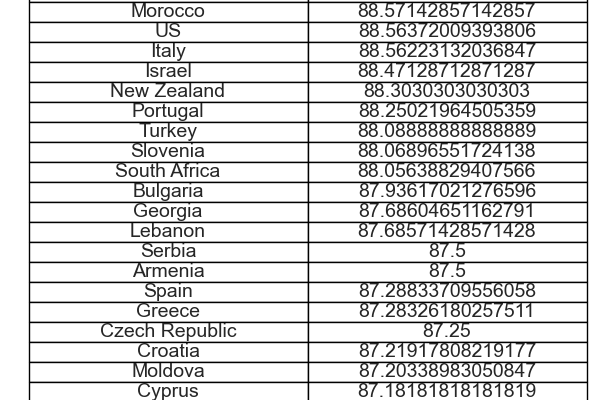 Morocco 88.57142857142857
US 88.56372009393806
Italy 88.56223132036847
Israel 88.47128712871287
New Zealand 88.3030303030303
Portugal 88.25021964505359
Turkey 88.08888888888889
Slovenia 88.06896551724138
South Africa 88.05638829407566
Bulgaria 87.93617021276596
Georgia 87.68604651162791
Lebanon 87.68571428571428
Serbia 87.5
Armenia 87.5
Spain 87.28833709556058
Greece 87.28326180257511
Czech Republic 87.25
Croatia 87.21917808219177
Moldova 87.20338983050847
Cyprus 87.18181818181819